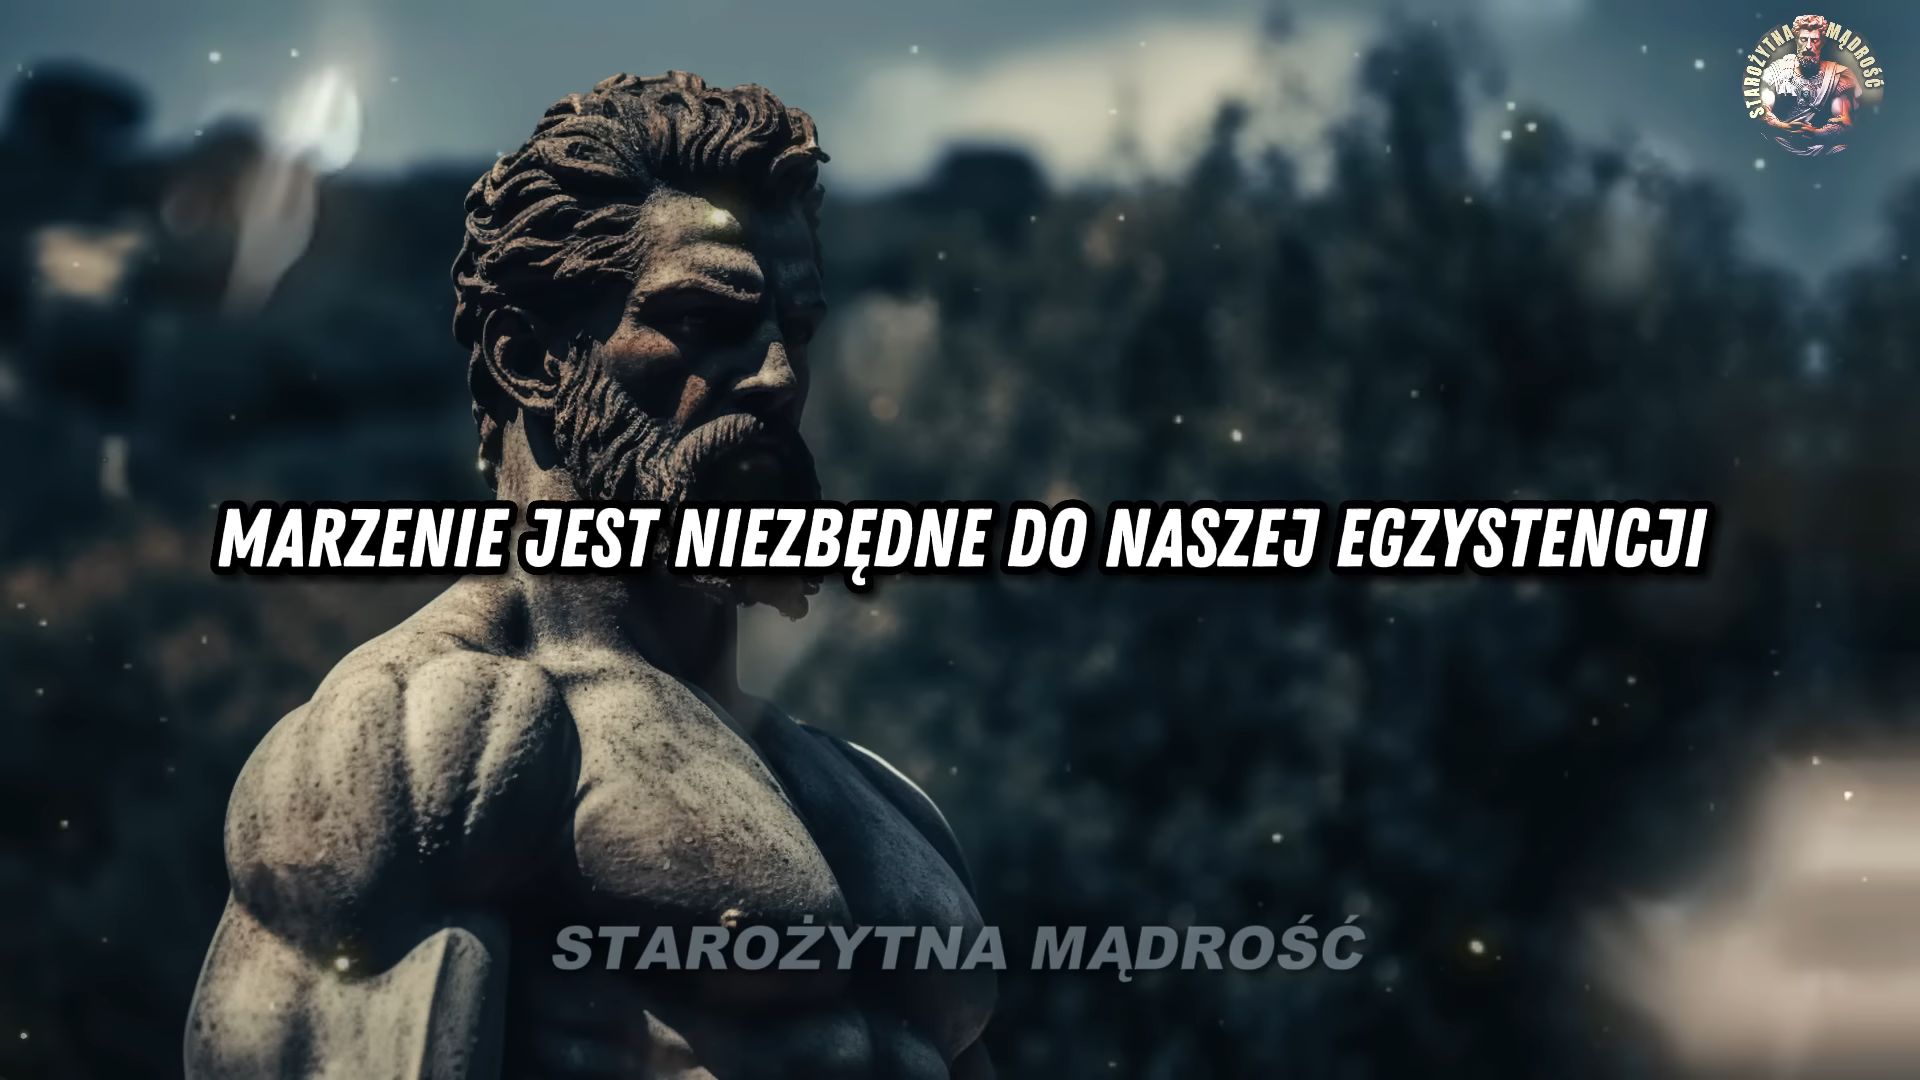 STAROŻYTNA MĄDROŚĆ
MARZENIE JEST NIEZBĘDNE DO NASZEJ EGZYSTENCJI
STAROŻYTNA MĄDROŚĆ